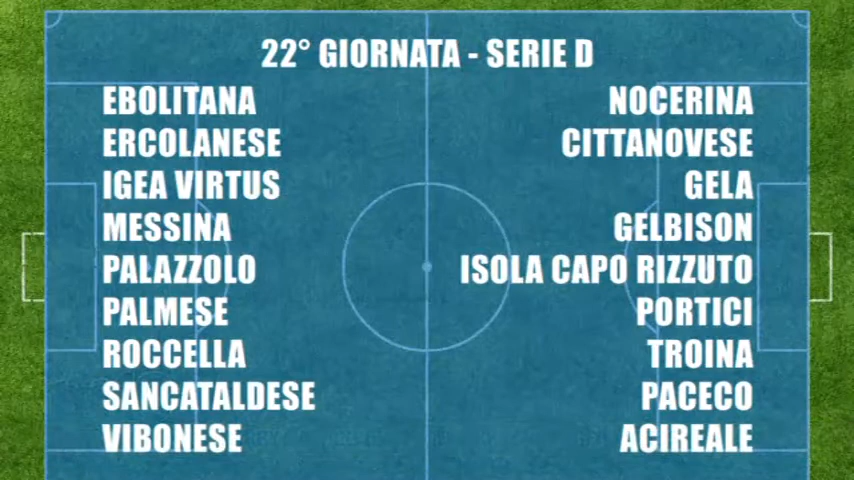 22° GIORNATA - SERIE D
EBOLITANA NOCERINA
ERCOLANESE CITTANOVESE
IGEA VIRTUS GELA
MESSINA GELBISON
PALAZZOLO ISOLA CAPO RIZZUTO
PALMESE PORTICI
ROCCELLA TROINA
SANCATALDESE PACECO
VIBONESE ACIREALE